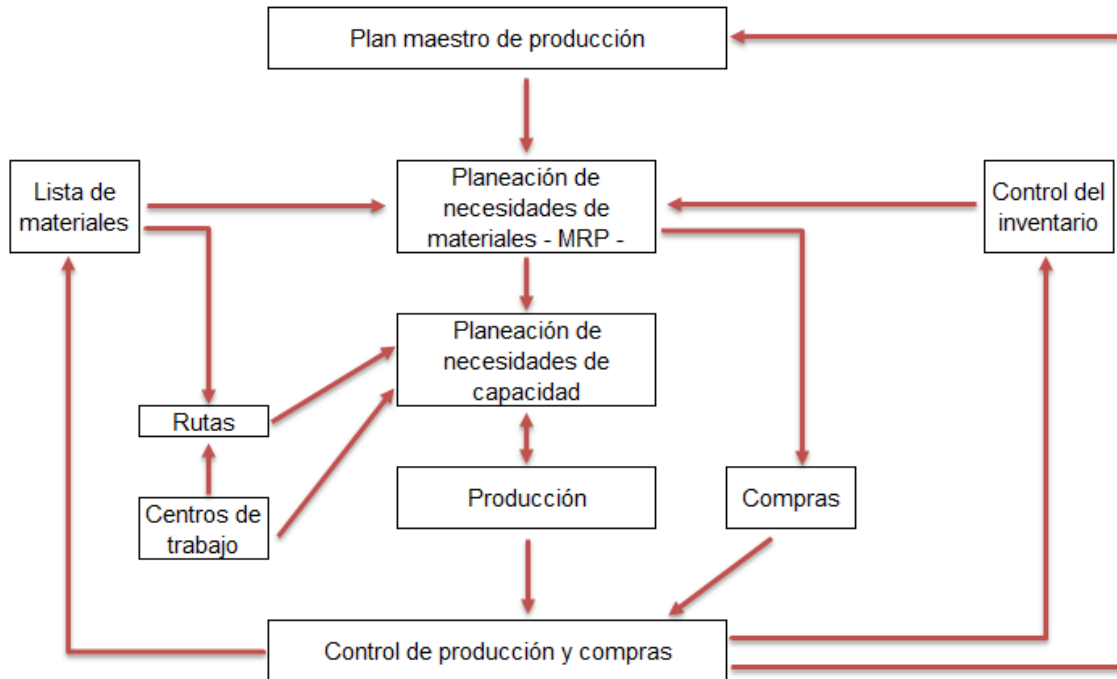 Plan maestro de producción
Lista de
materiales
Planeación de
necesidades de
materiales - MRP -
Control del
inventario
Planeación de
necesidades de
capacidad
Rutas
Centros de
trabajo
Producción
Compras
Control de producción y compras